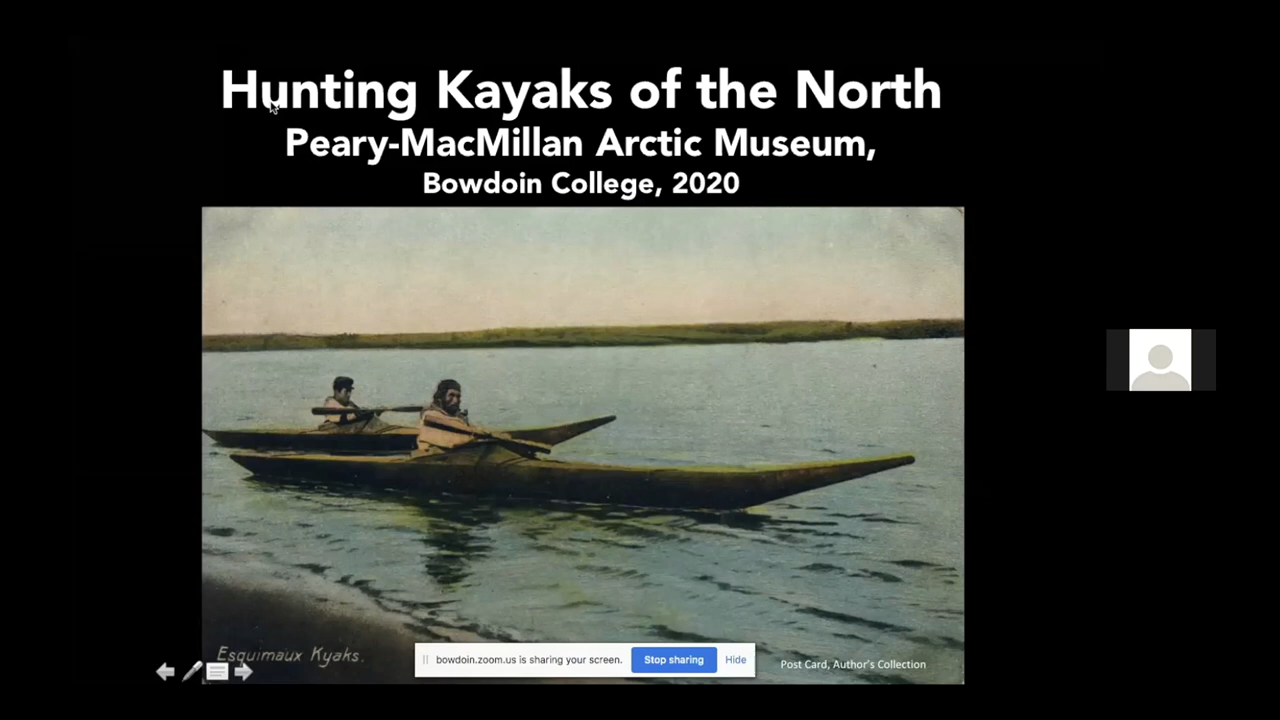 Hunting Kayaks of the North
Peary-MacMillan Arctic Museum,
Bowdoin College, 2020
Esquimaux Kyaks.
bowdoin.zoom.us is sharing your screen. Stop sharing Hide
Post Card, Author's Collection